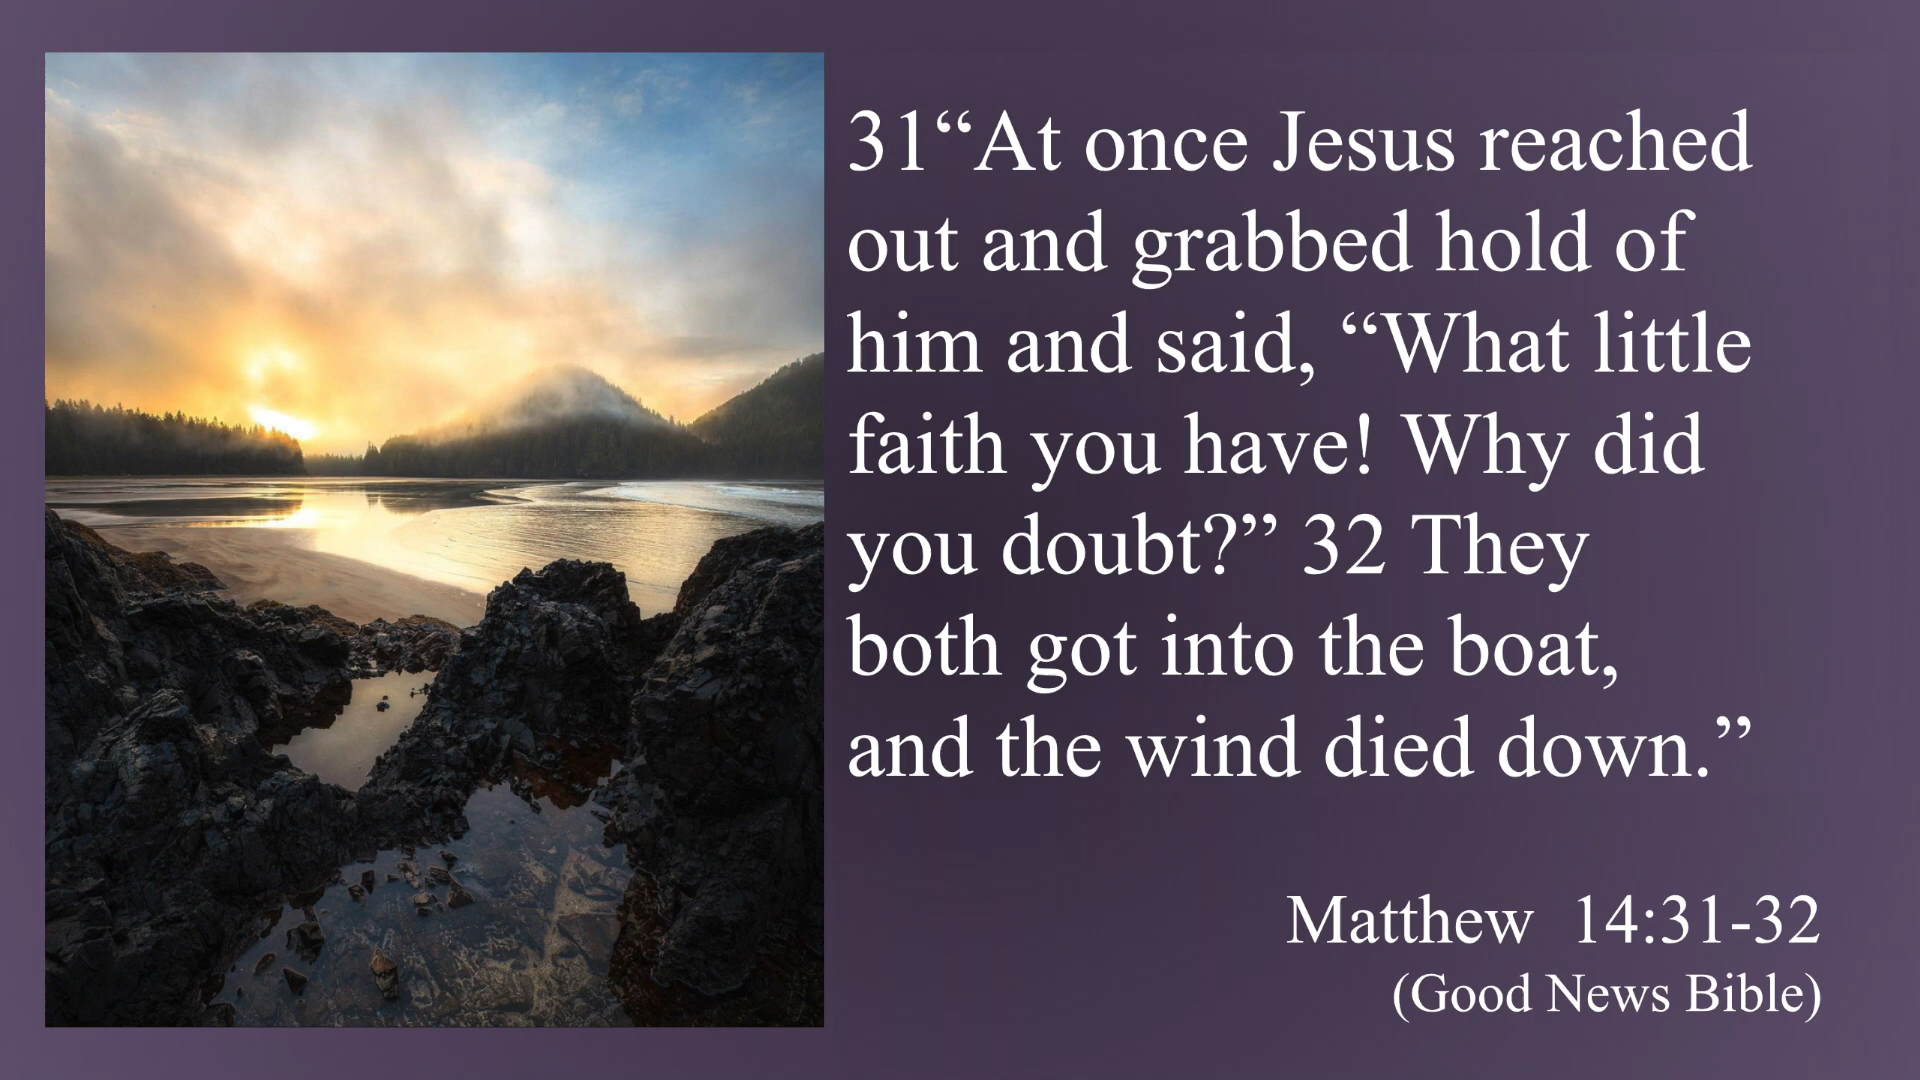 31“At once Jesus reached
out and grabbed hold of
him and said, “What little
faith you have! Why did
you doubt?” 32 They
both got into the boat,
and the wind died down.”
Matthew  14:31-32
(Good News Bible)